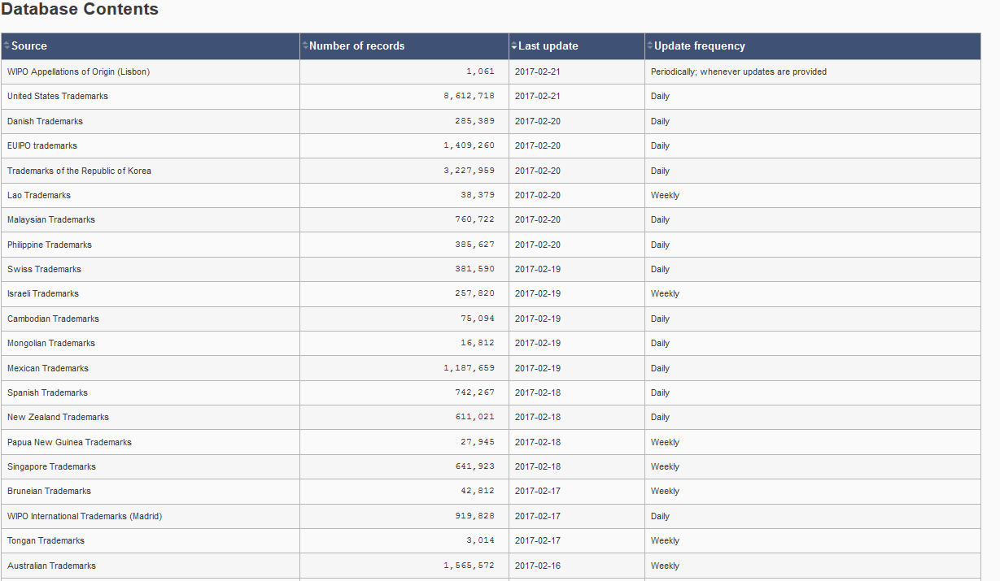 Database Contents
Source Number of records Last update Update frequency
WIPO Appellations of Origin (Lisbon) 1,061 2017-02-21 Periodically; whenever updates are provided
United States Trademarks 8,612,718 2017-02-21 Daily
Danish Trademarks 285,389 2017-02-20 Daily
EUIPO trademarks 1,409,260 2017-02-20 Daily
Trademarks of the Republic of Korea 3,227,959 2017-02-20 Daily
Lao Trademarks 38,379 2017-02-20 Weekly
Malaysian Trademarks 760,722 2017-02-20 Daily
Philippine Trademarks 385,627 2017-02-20 Daily
Swiss Trademarks 381,590 2017-02-19 Daily
Israeli Trademarks 257,820 2017-02-19 Weekly
Cambodian Trademarks 75,094 2017-02-19 Daily
Mongolian Trademarks 16,812 2017-02-19 Daily
Mexican Trademarks 1,187,659 2017-02-19 Daily
Spanish Trademarks 742,267 2017-02-18 Daily
New Zealand Trademarks 611,021 2017-02-18 Daily
Papua New Guinea Trademarks 27,945 2017-02-18 Weekly
Singapore Trademarks 641,923 2017-02-18 Weekly
Bruneian Trademarks 42,812 2017-02-17 Weekly
WIPO International Trademarks (Madrid) 919,828 2017-02-17 Daily
Tongan Trademarks 3,014 2017-02-17 Weekly
Australian Trademarks 1,565,572 2017-02-16 Weekly